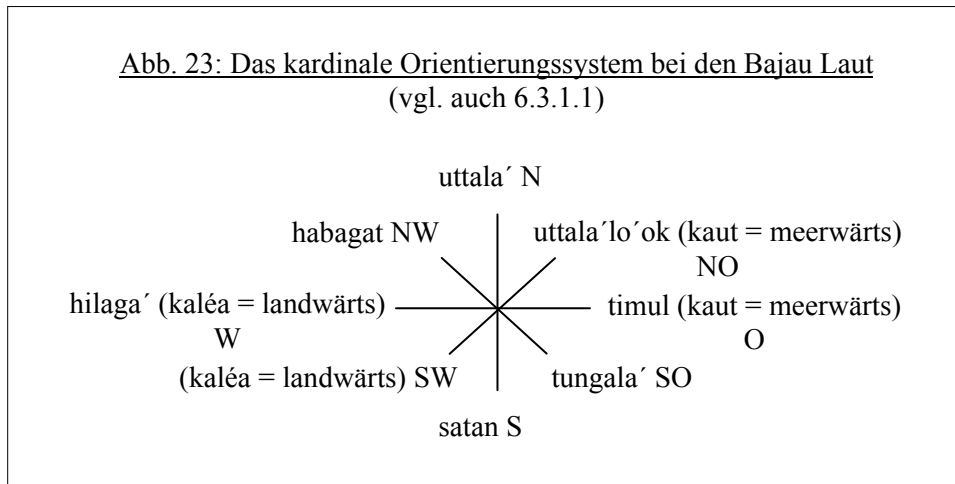 Abb. 23: Das kardinale Orientierungssystem bei den Bajau Laut
(vgl. auch 6.3.1.1)
uttala´ N
habagat NW
uttala´lo´ok (kaut = meerwärts)
NO
hilaga´ (kaléa = landwärts)
W
timul (kaut = meerwärts)
O
(kaléa = landwärts) SW
tungala´ SO
satan S